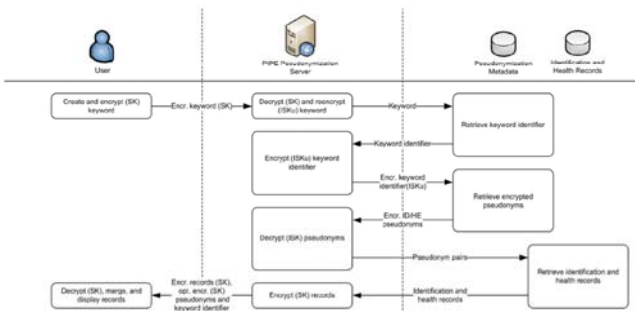 User
PIPE Pseudonymization
Server
Pseudonymization
Metadata
Identification and
Health Records
Create and encrypt (SK)
keyword
Encr. keyword (SK)
Decrypt (SK) and reencrypt
(ISKu) keyword
Keyword
Retrieve keyword identifier
Keyword identifier
Encrypt (ISKu) keyword
identifier
Encr. keyword
identifier(ISKu)
Retrieve encrypted
pseudonyms
Encr. ID/HE
pseudonyms
Decrypt (ISK) pseudonyms
Pseudonym pairs
Retrieve identification and
health records
Identification and
health records
Encrypt (SK) records
Encr. records (SK),
opt. encr. (SK)
pseudonyms and
keyword identifier
Decrypt (SK), merge, and
display records